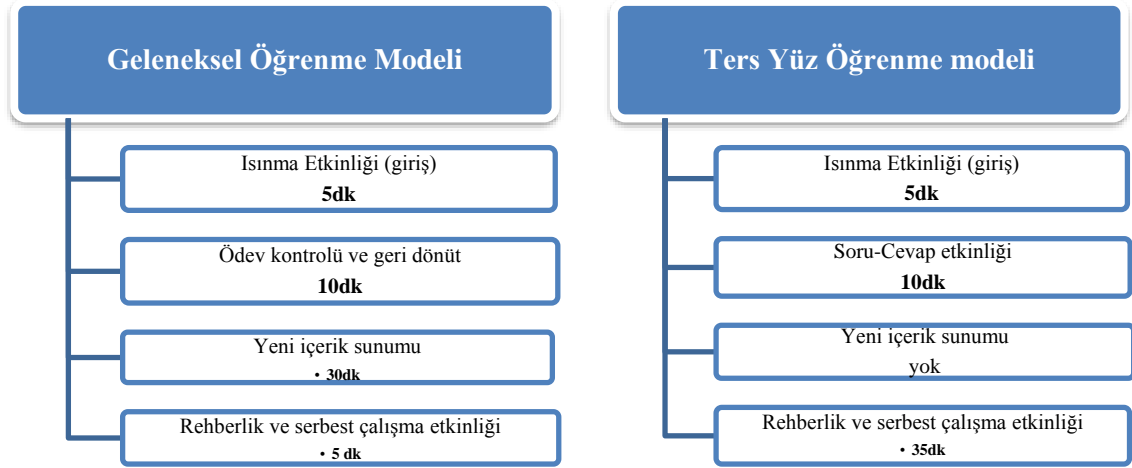 Geleneksel Öğrenme Modeli
Isınma Etkinliği (giriş)
5dk
Ödev kontrolü ve geri dönüt
10dk
Yeni içerik sunumu
• 30dk
Rehberlik ve serbest çalışma etkinliği
• 5 dk
Ters Yüz Öğrenme modeli
Isınma Etkinliği (giriş)
5dk
Soru-Cevap etkinliği
10dk
Yeni içerik sunumu
yok
Rehberlik ve serbest çalışma etkinliği
• 35dk